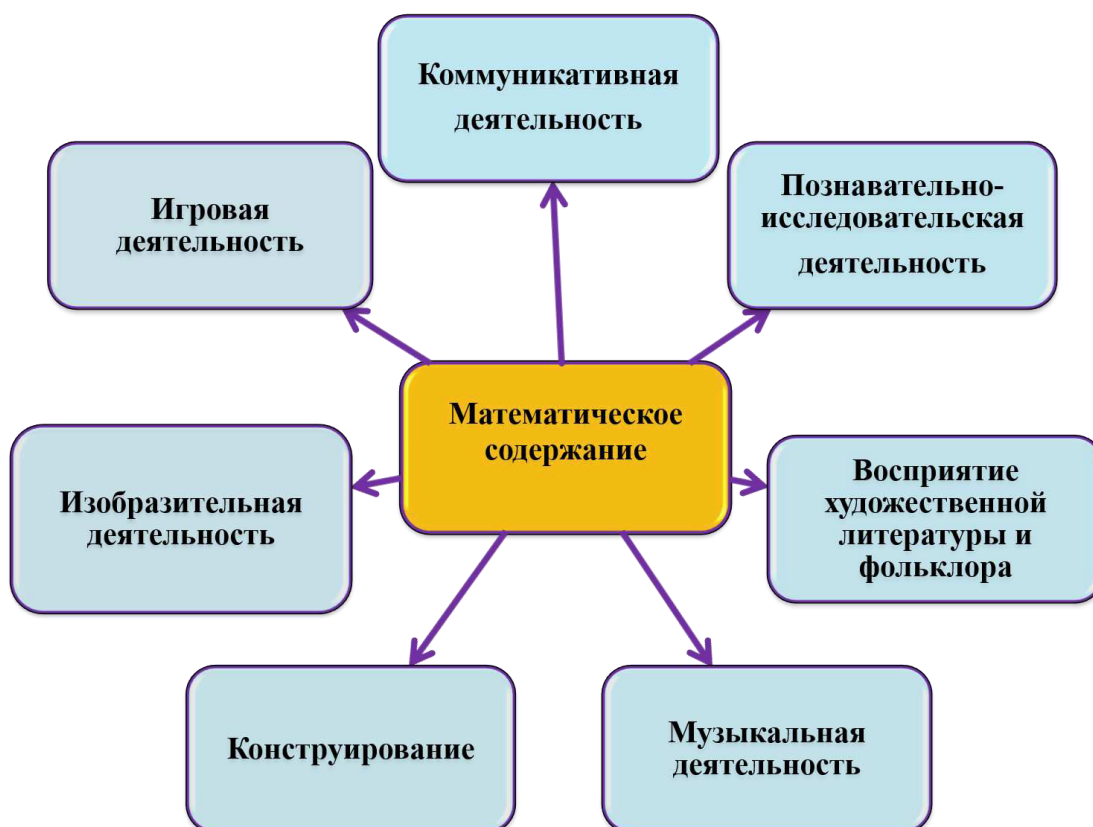 Коммуникативная
деятельность
Игровая
деятельность
Познавательно-
исследовательская
деятельность
Математическое
содержание
Изобразительная
деятельность
Восприятие
художественной
литературы и
фольклора
Конструирование
Музыкальная
деятельность